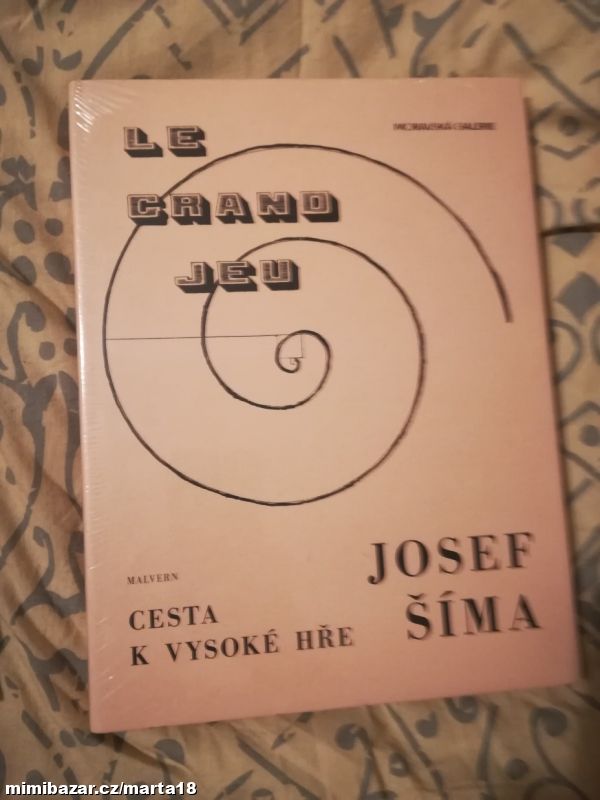 LE
GRAND
JEU
MORAVSKÁ GALERIE
JOSEF
ŠÍMA
MALVERN
CESTA
K VYSOKÉ HŘE
mimibazar.cz/marta18